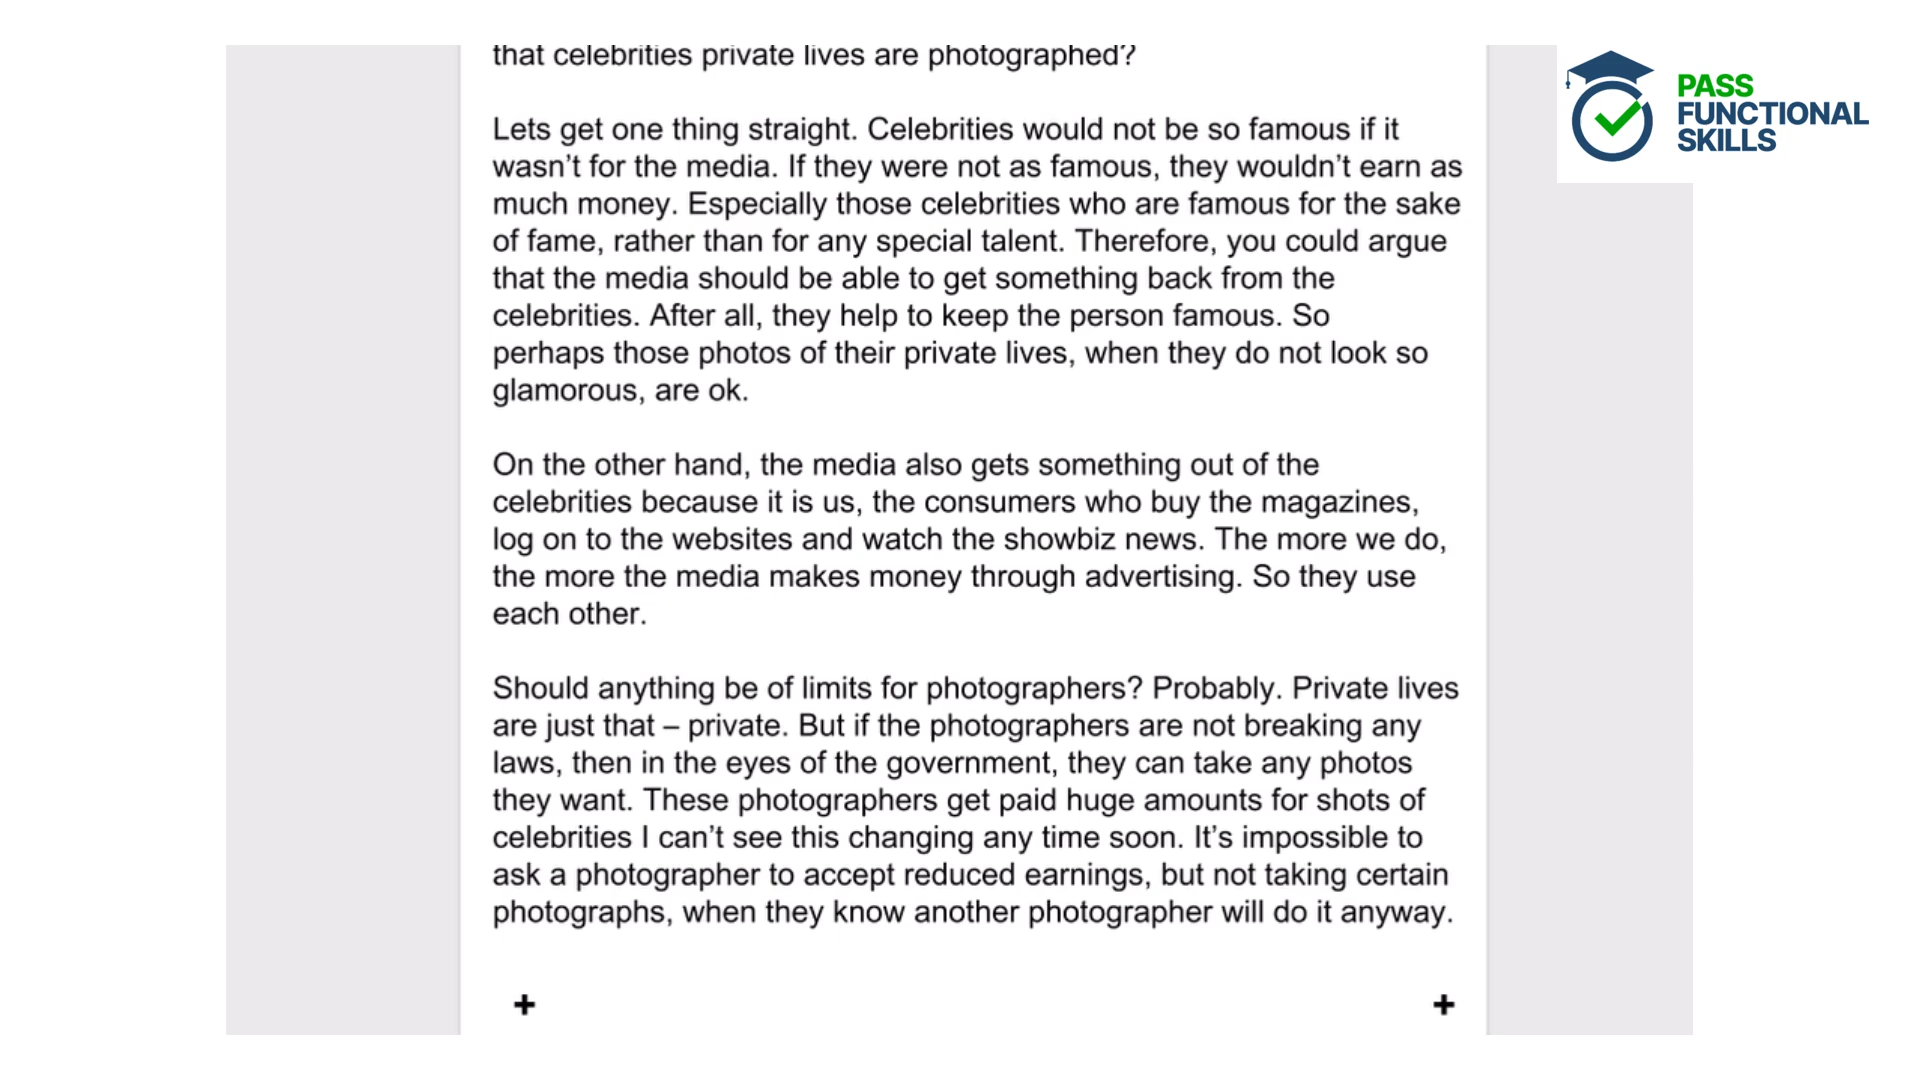 that celebrities private lives are photographed?
PASS
FUNCTIONAL
SKILLS
Lets get one thing straight. Celebrities would not be so famous if it
wasn’t for the media. If they were not as famous, they wouldn’t earn as
much money. Especially those celebrities who are famous for the sake
of fame, rather than for any special talent. Therefore, you could argue
that the media should be able to get something back from the
celebrities. After all, they help to keep the person famous. So
perhaps those photos of their private lives, when they do not look so
glamorous, are ok.
On the other hand, the media also gets something out of the
celebrities because it is us, the consumers who buy the magazines,
log on to the websites and watch the showbiz news. The more we do,
the more the media makes money through advertising. So they use
each other.
Should anything be of limits for photographers? Probably. Private lives
are just that – private. But if the photographers are not breaking any
laws, then in the eyes of the government, they can take any photos
they want. These photographers get paid huge amounts for shots of
celebrities I can’t see this changing any time soon. It’s impossible to
ask a photographer to accept reduced earnings, but not taking certain
photographs, when they know another photographer will do it anyway.